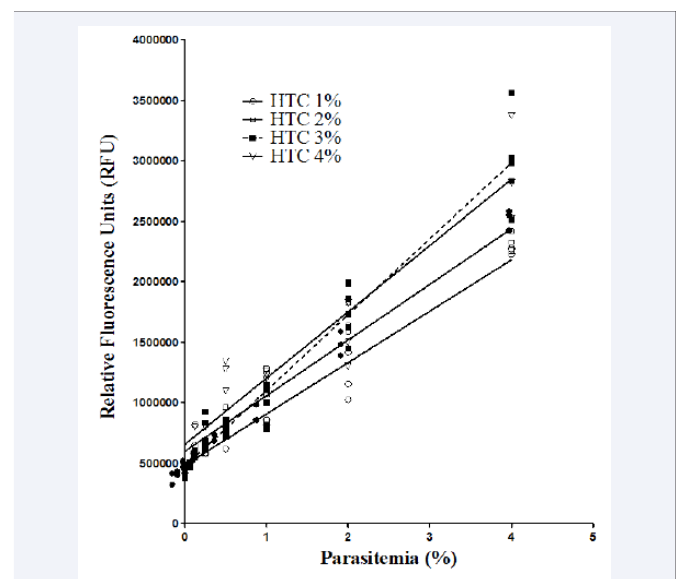 4000000
3500000
3000000
2500000
2000000
1500000
1000000
500000
0
Relative Fluorescence Units (RFU)
HTC 1%
HTC 2%
HTC 3%
HTC 4%
0 1 2 3 4 5
Parasitemia (%)